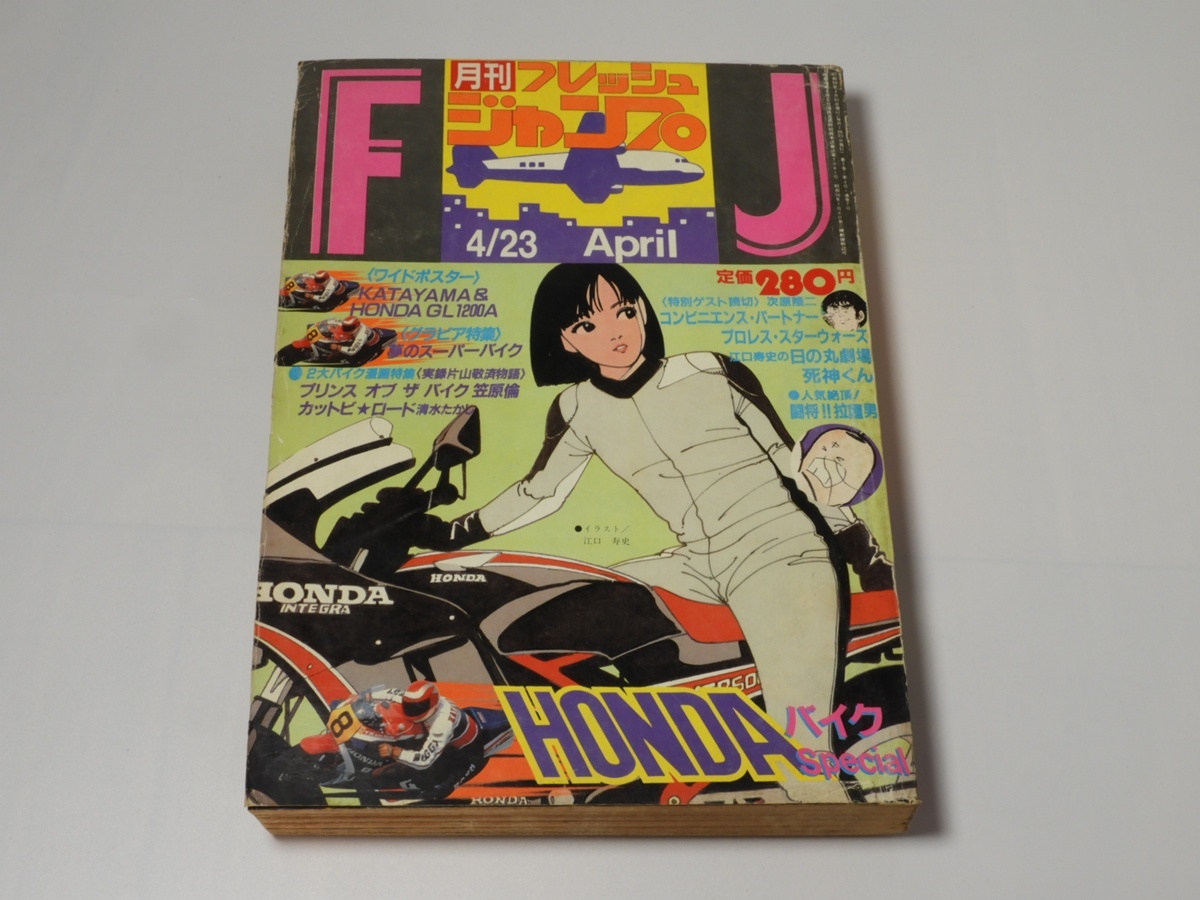 F
月刊 フレッシュ
ジャンプ
J
4/23 April
定価280円
〈ワイドポスター〉
KATAYAMA &
HONDA GL1200A
〈グラビア特集〉
夢のスーパーバイク
●2大バイク漫画特集〈実録片山敬済物語〉
プリンス オブ ザ バイク 笠原倫
カットビ★ロード 清水たかし
〈特別ゲスト読切〉 次原隆二
コンビニエンス・パートナー
プロレス・スターウォーズ
江口寿史の日の丸劇場
死神くん
●人気絶頂!
闘将!!拉麵男
●イラスト/
江口 寿史
HONDA
HONDA
INTEGRA
8
HONDA
バイク
Special
HONDA